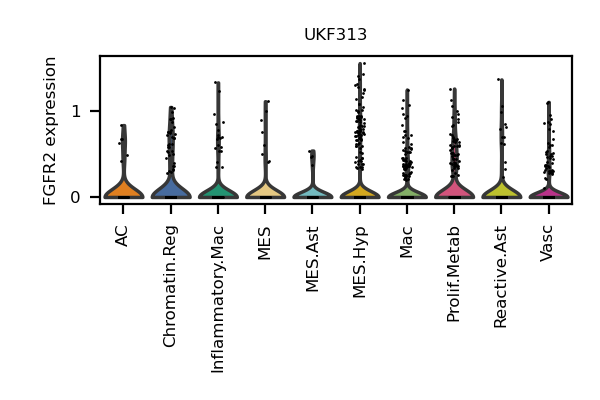 UKF313
FGFR2 expression
1
0
AC
Chromatin.Reg
Inflammatory.Mac
MES
MES.Ast
MES.Hyp
Mac
Prolif.Metab
Reactive.Ast
Vasc